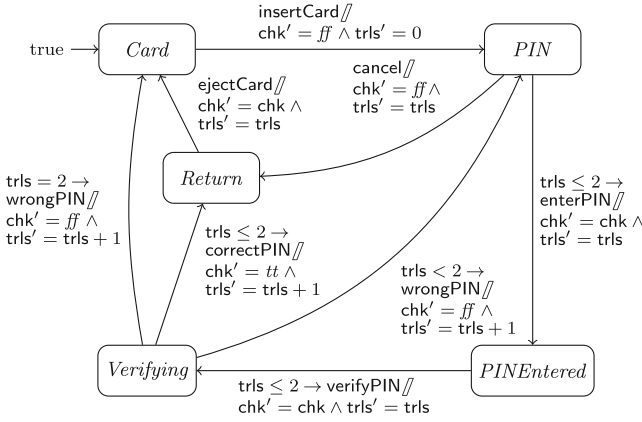 insertCard⫽
chk′ = ff ∧ trls′ = 0
true
Card
PIN
cancel⫽
chk′ = ff ∧
trls′ = trls
ejectCard⫽
chk′ = chk ∧
trls′ = trls
Return
trls = 2 →
wrongPIN⫽
chk′ = ff ∧
trls′ = trls + 1
trls ≤ 2 →
correctPIN⫽
chk′ = tt ∧
trls′ = trls + 1
trls ≤ 2 →
enterPIN⫽
chk′ = chk ∧
trls′ = trls
trls < 2 →
wrongPIN⫽
chk′ = ff ∧
trls′ = trls + 1
Verifying
PINEntered
trls ≤ 2 → verifyPIN⫽
chk′ = chk ∧ trls′ = trls